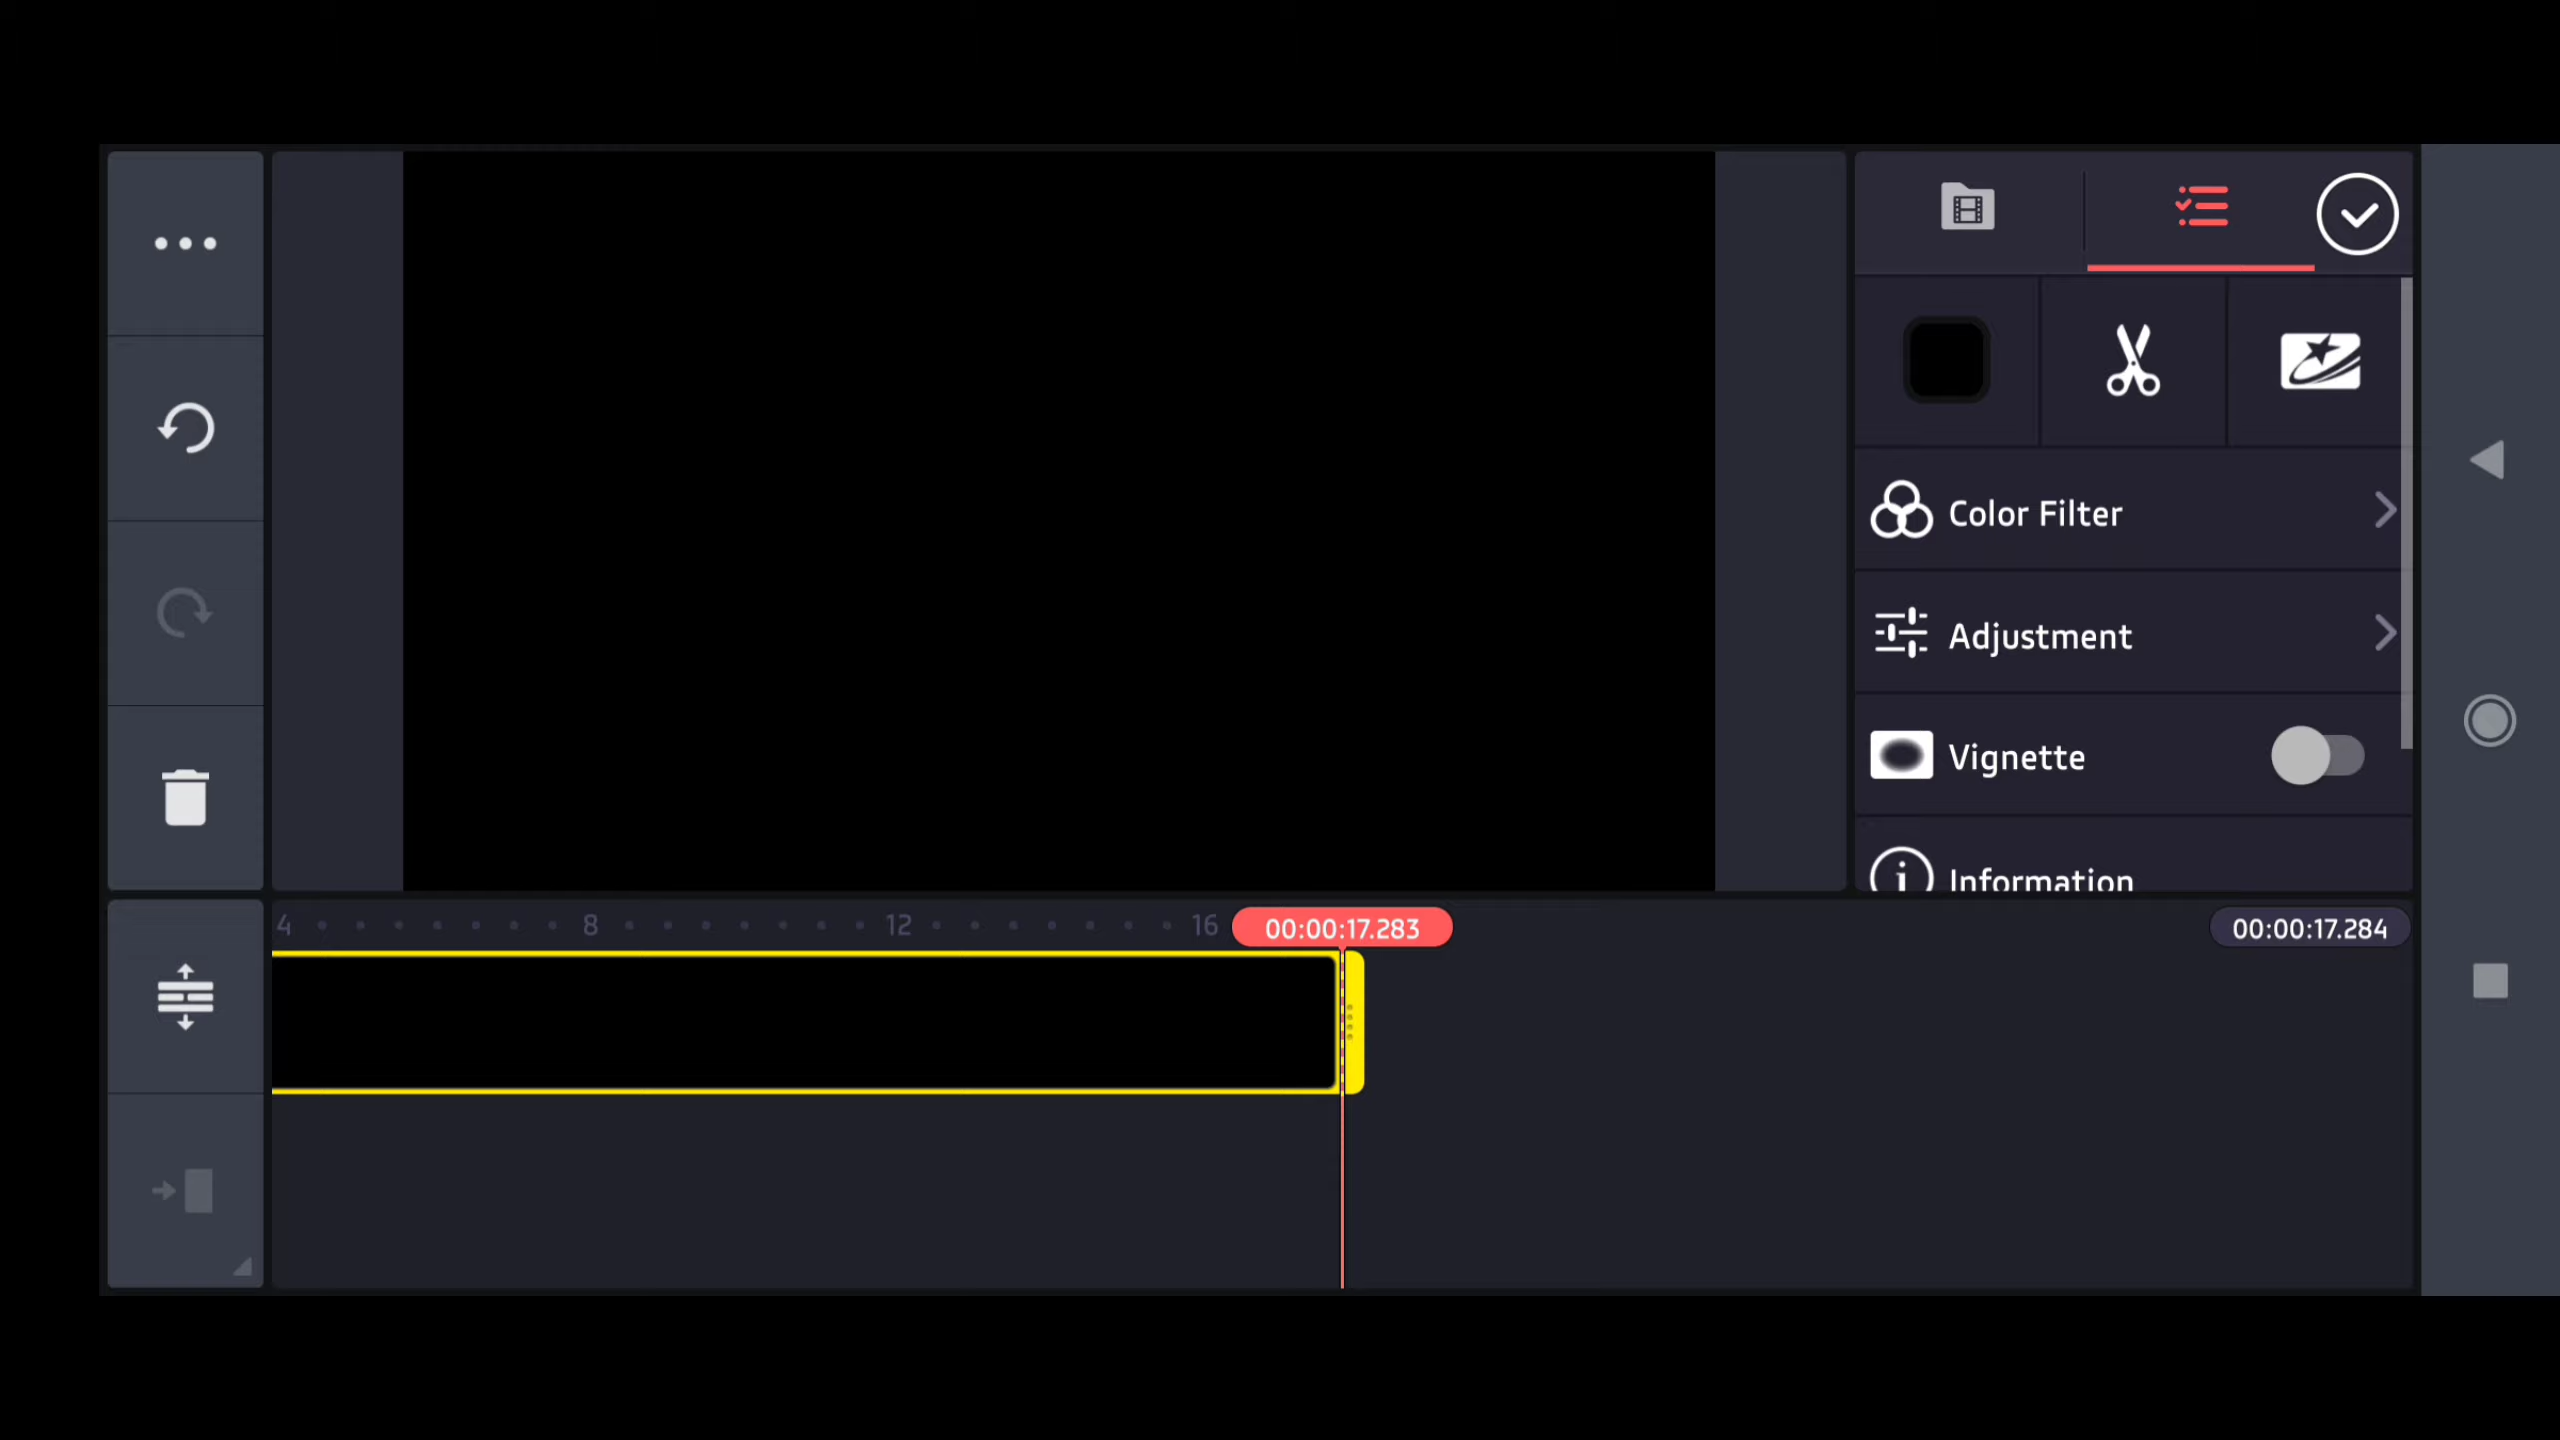 Color Filter
Adjustment
Vignette
Information
4 8 12 16 00:00:17.283 00:00:17.284